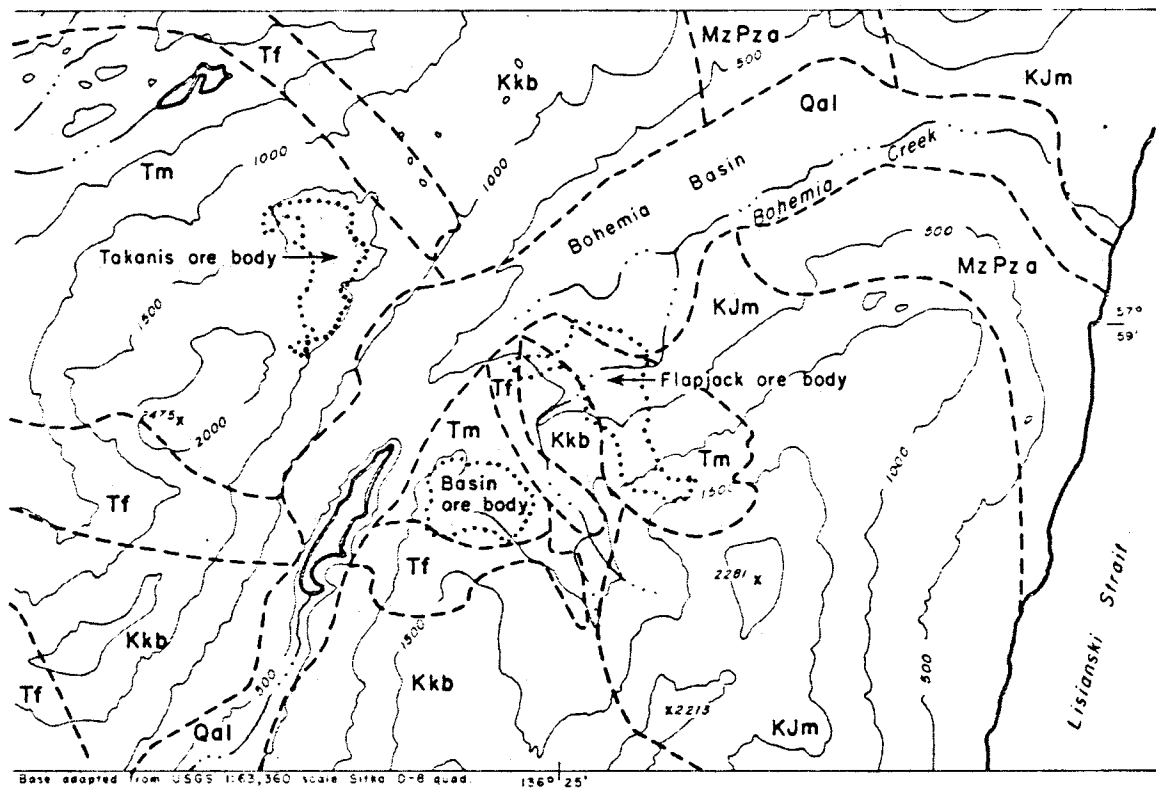 MzPza
Tf
500
Kkb
KJm
Qal
Creek
1000
Basin
1000
Tm
Bohemia
Bohemia
500
Takanis ore body
MzPza
KJm
1500
57°
59'
Tf
Flapjack ore body
2475x
2000
Tm
Kkb
Tm
1000
Basin
ore body
1500
Tf
Tf
2281 x
Lisianski Strait
Kkb
1500
Kkb
500
Tf
500
x2213
Qal
KJm
Base adapted from USGS 1:63,360 scale Sitka D-8 quad.
136° 25'